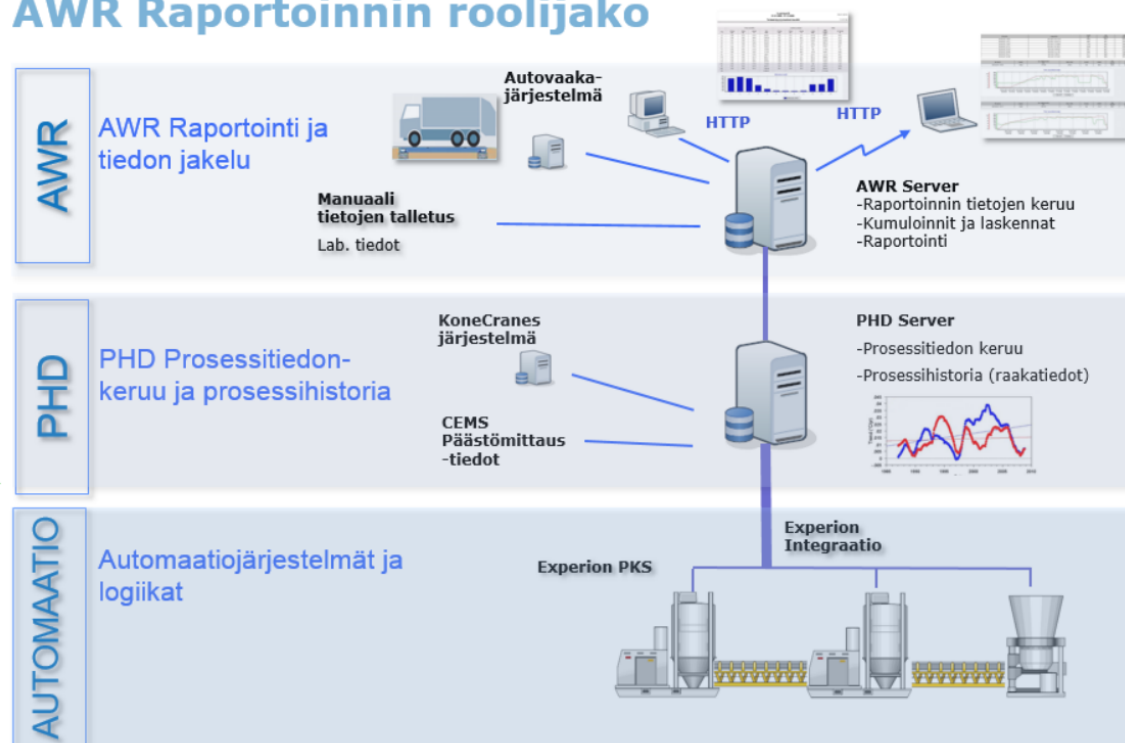 AWR Raportoinnin roolijako
AWR
AWR Raportointi ja
tiedon jakelu
Autovaaka-
järjestelmä
HTTP
HTTP
Manuaali
tietojen talletus
Lab. tiedot
AWR Server
-Raportoinnin tietojen keruu
-Kumuloinnit ja laskennat
-Raportointi
PHD
PHD Prosessitiedon-
keruu ja prosessihistoria
KoneCranes
järjestelmä
CEMS
Päästömittaus
-tiedot
PHD Server
-Prosessitiedon keruu
-Prosessihistoria (raakatiedot)
AUTOMAATIO
Automaatiojärjestelmät ja
logiikat
Experion PKS
Experion
Integraatio